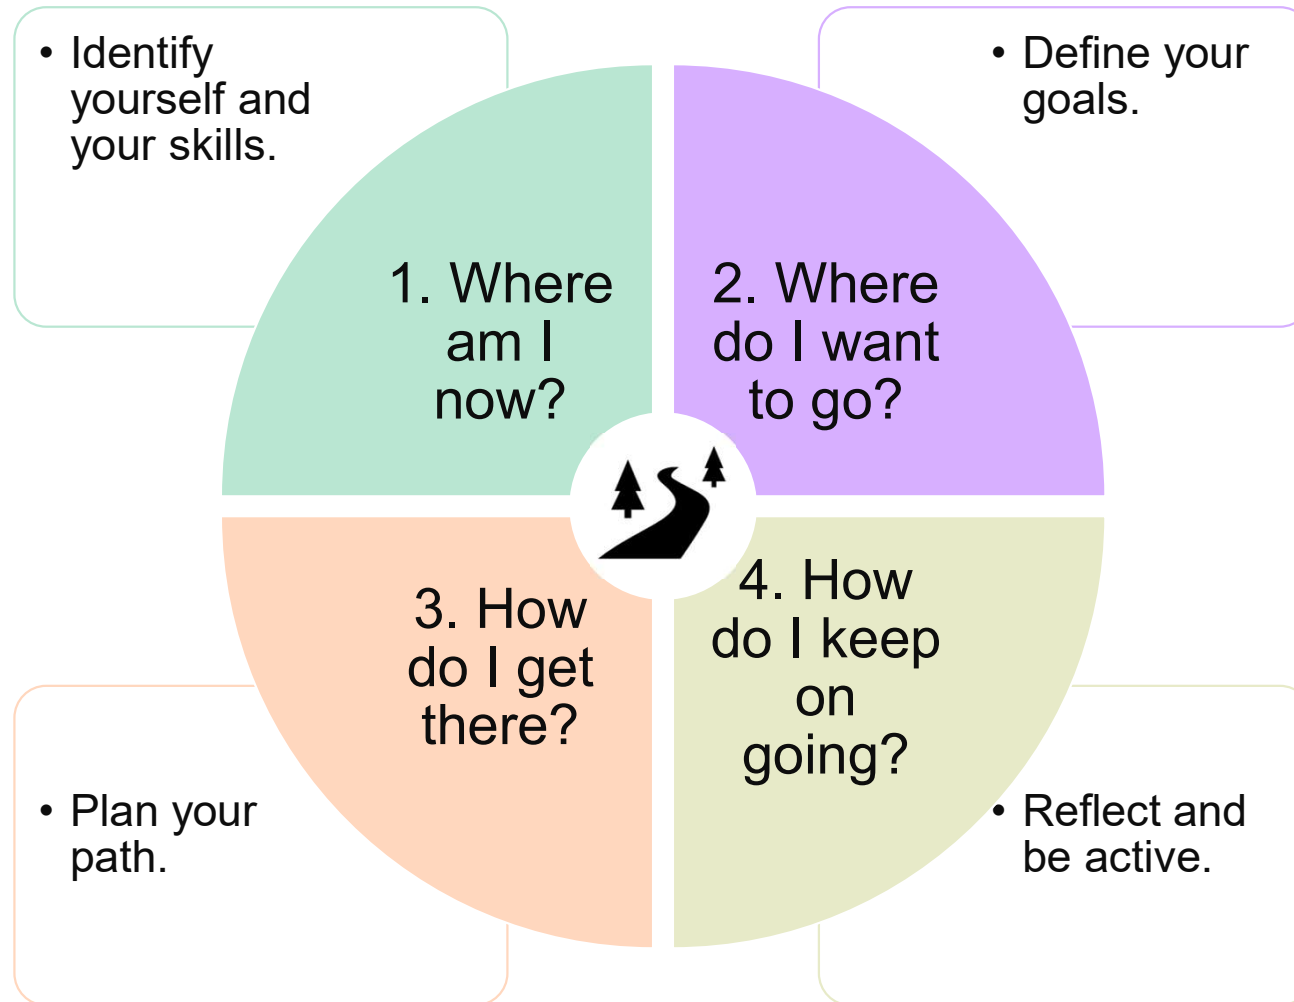 • Identify
yourself and
your skills.
1. Where
am I
now?
• Define your
goals.
2. Where
do I want
to go?
3. How
do I get
there?
• Plan your
path.
4. How
do I keep
on
going?
• Reflect and
be active.